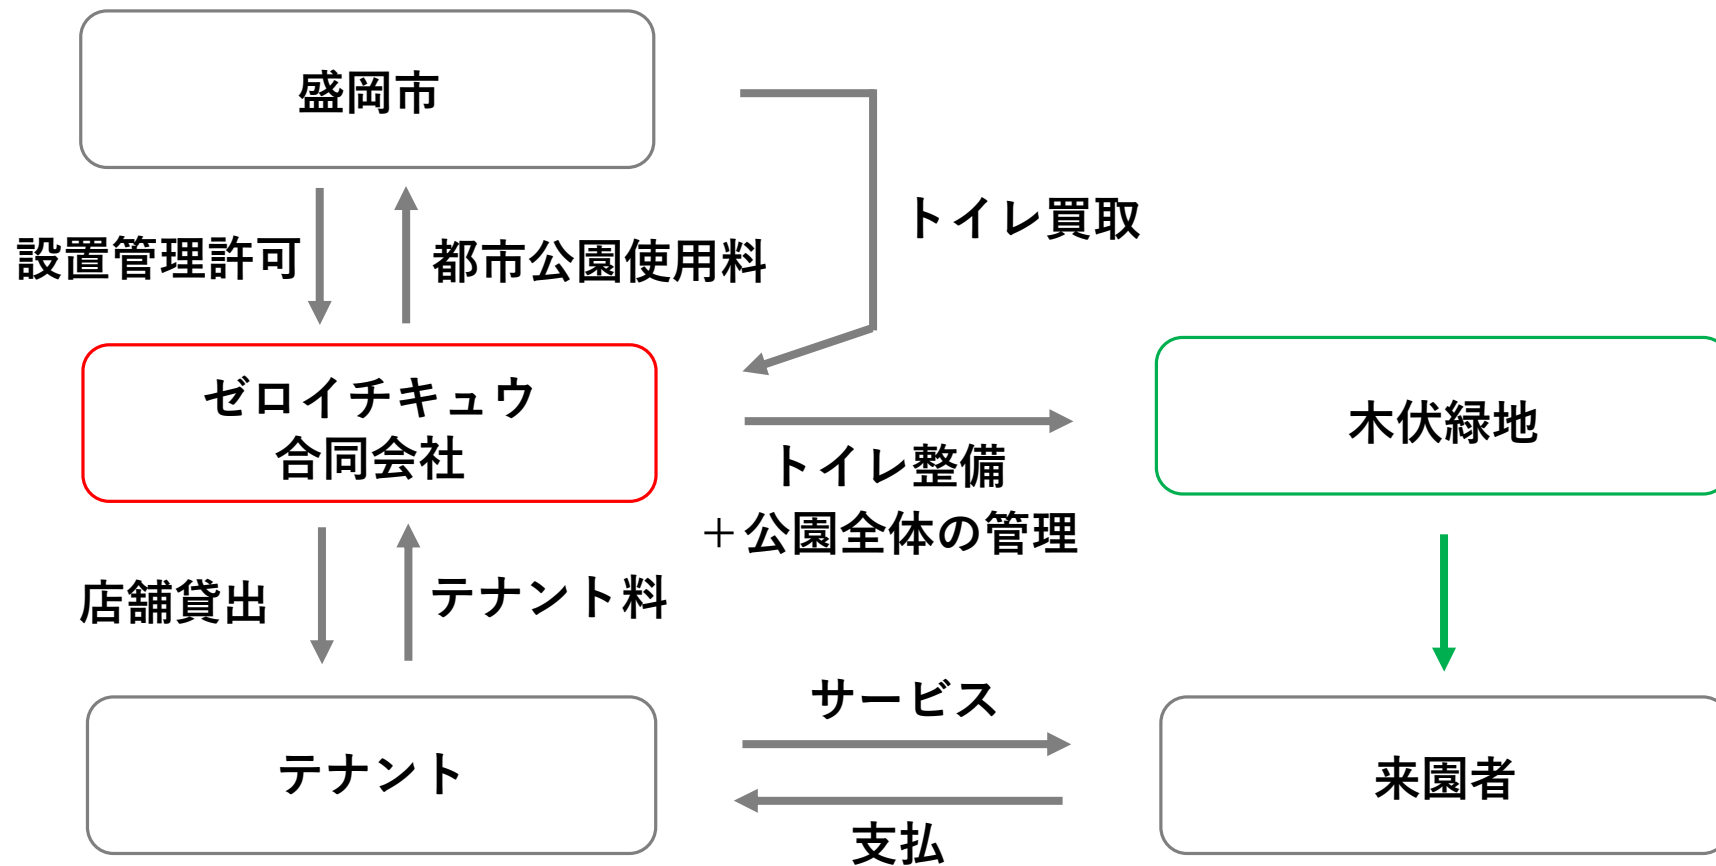 盛岡市
設置管理許可
都市公園使用料
トイレ買取
ゼロイチキュウ
合同会社
木伏緑地
トイレ整備
＋公園全体の管理
店舗貸出
テナント料
サービス
テナント
来園者
支払